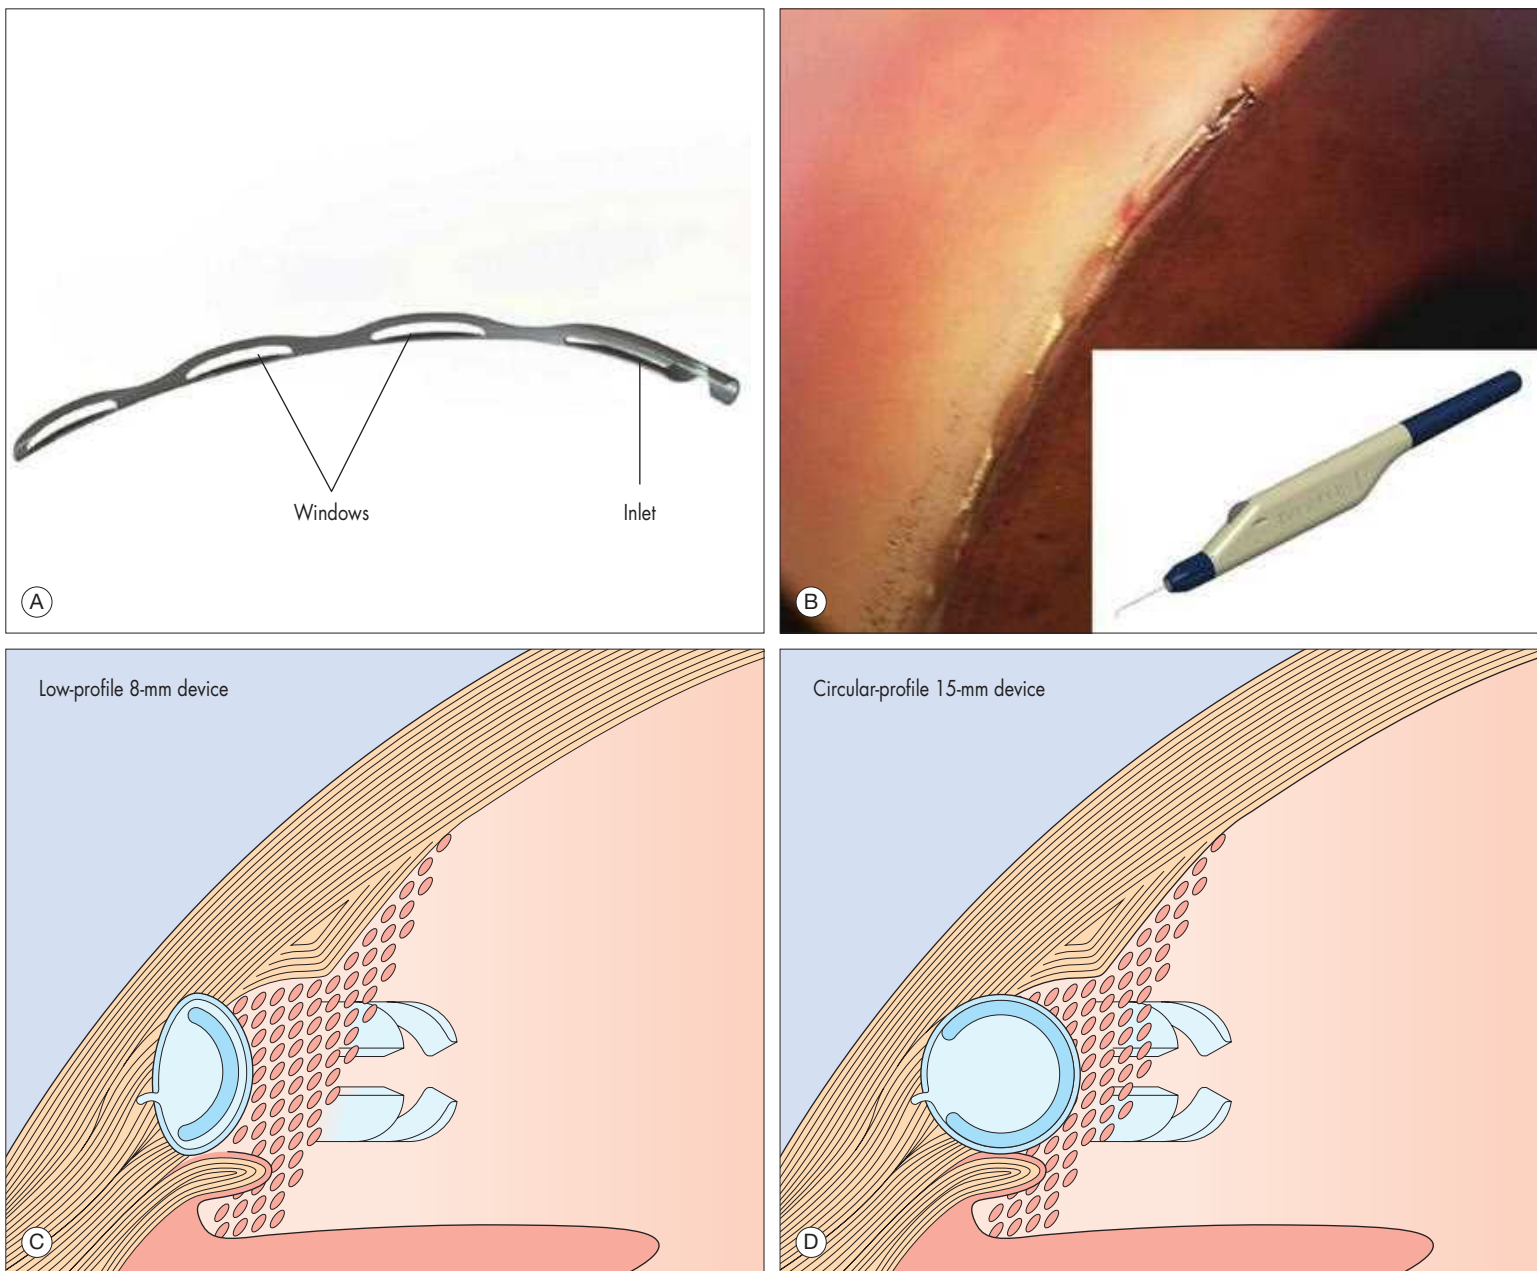 Windows
Inlet
A
B
Low-profile 8-mm device
C
Circular-profile 15-mm device
D